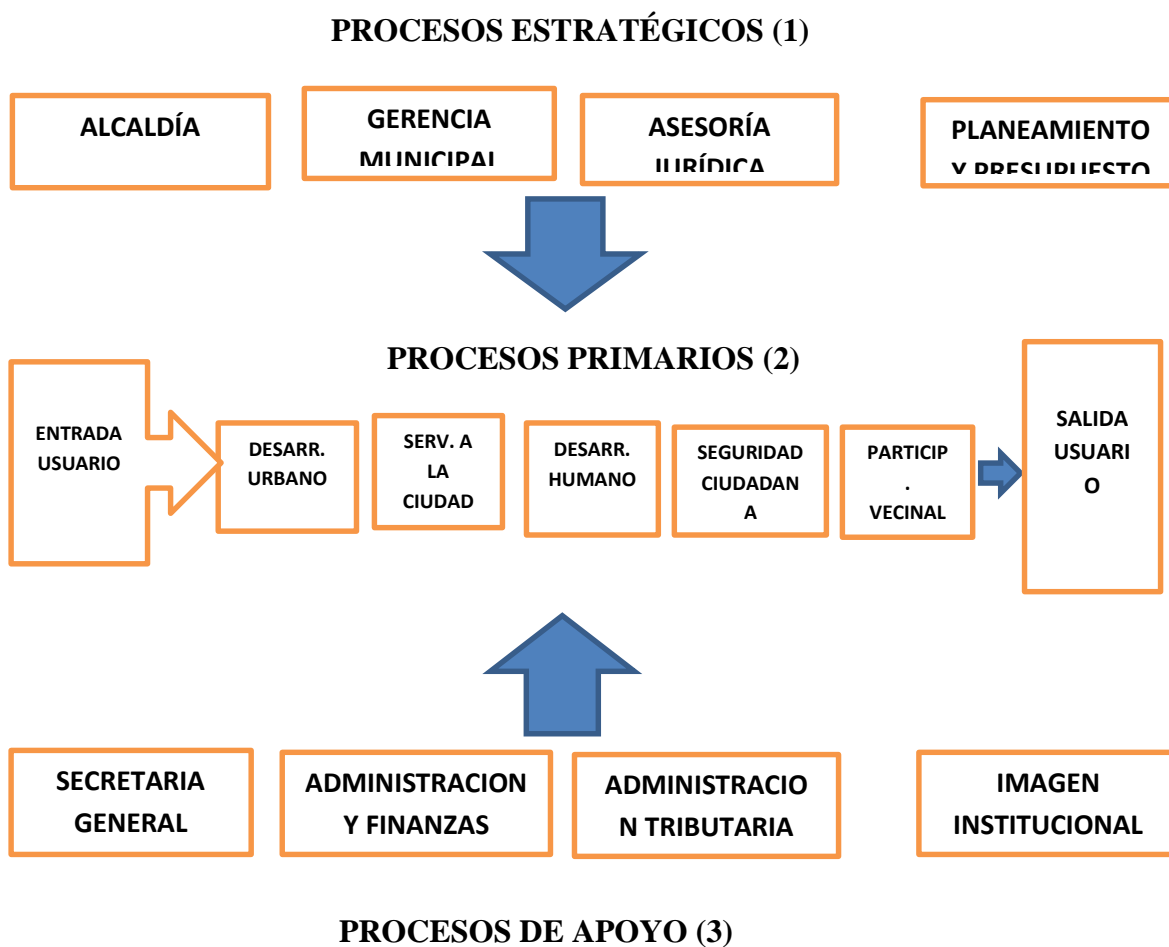 PROCESOS ESTRATÉGICOS (1)
ALCALDÍA
GERENCIA
MUNICIPAL
ASESORÍA
JURÍDICA
PLANEAMIENTO
Y PRESUPUESTO
PROCESOS PRIMARIOS (2)
ENTRADA
USUARIO
DESARR.
URBANO
SERV. A
LA
CIUDAD
DESARR.
HUMANO
SEGURIDAD
CIUDADAN
A
PARTICIP
.
VECINAL
SALIDA
USUARI
O
SECRETARIA
GENERAL
ADMINISTRACION
Y FINANZAS
ADMINISTRACIO
N TRIBUTARIA
IMAGEN
INSTITUCIONAL
PROCESOS DE APOYO (3)